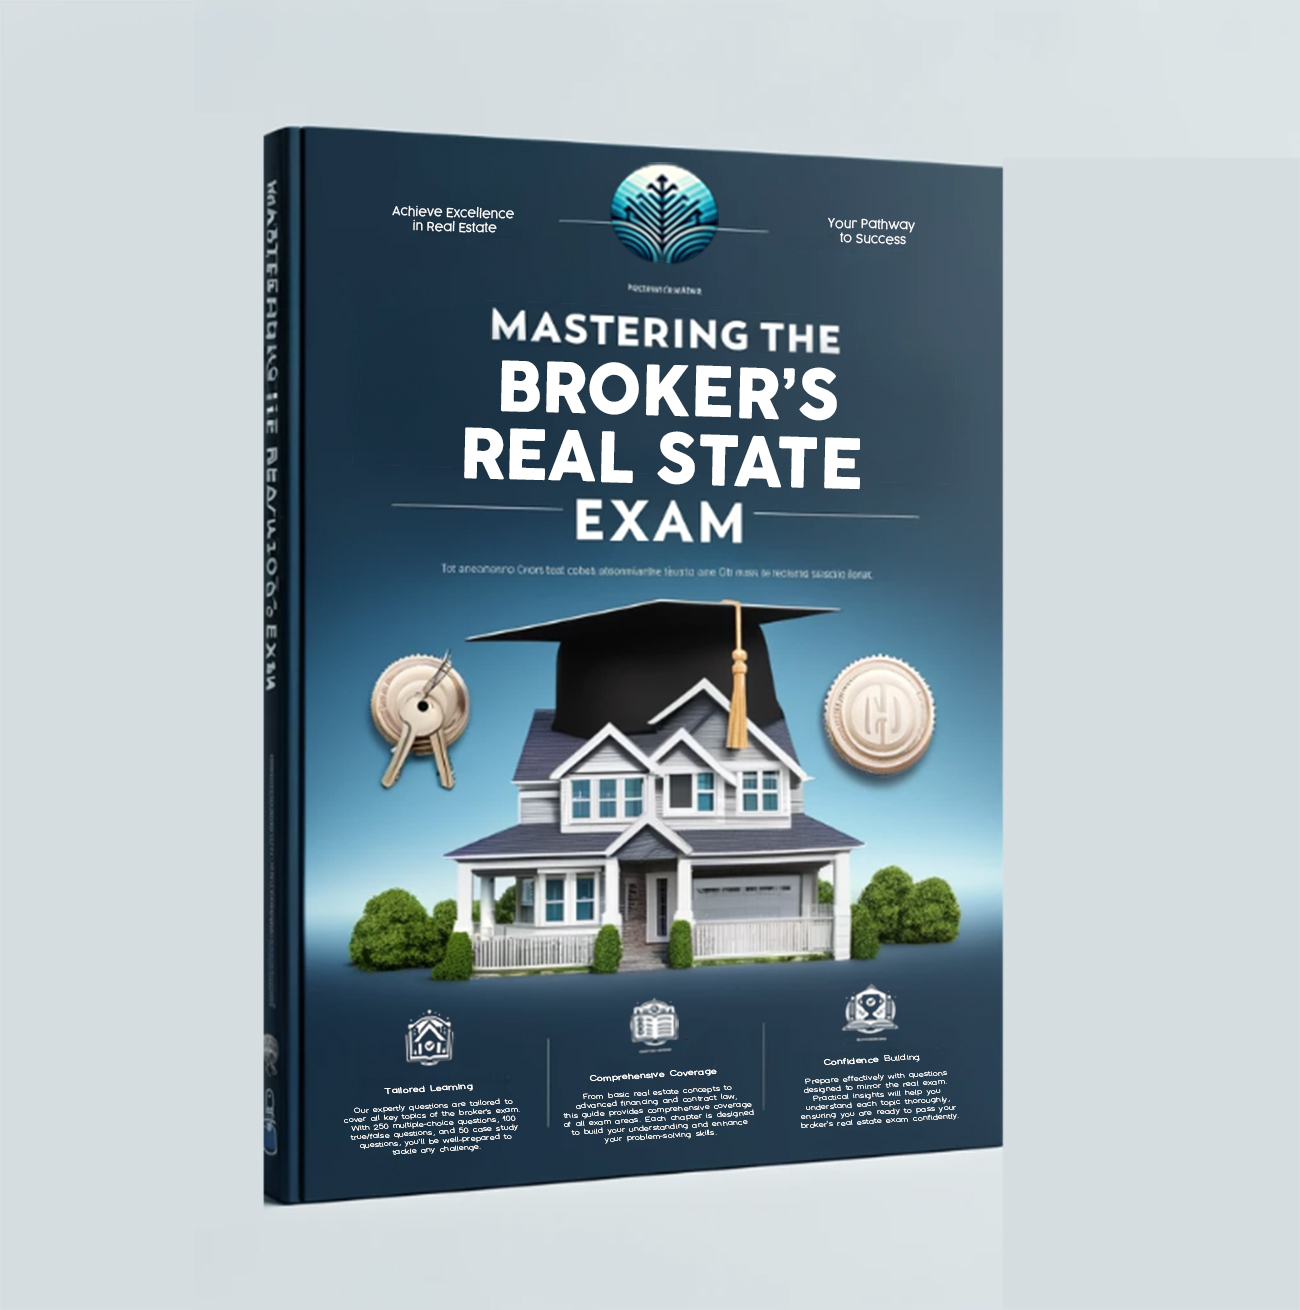 Achieve Excellence
in Real Estate
Your Pathway
to Success
MASTERING THE
BROKER'S
REAL STATE
EXAM
Tailored Learning
Our expertly questions are tailored to
cover all key topics of the broker's exam.
With 250 multiple-choice questions, 100
true/false questions, and 50 case study
questions, you'll be well-prepared to
tackle any challenge.
Comprehensive Coverage
From basic real estate concepts to
advanced financing and contract law,
this guide provides comprehensive coverage
of all exam areas. Each chapter is designed
to build your understanding and enhance
your problem-solving skills.
Confidence Building
Prepare effectively with questions
designed to mirror the real exam.
Practical insights will help you
understand each topic thoroughly,
ensuring you are ready to pass your
broker's real estate exam confidently.